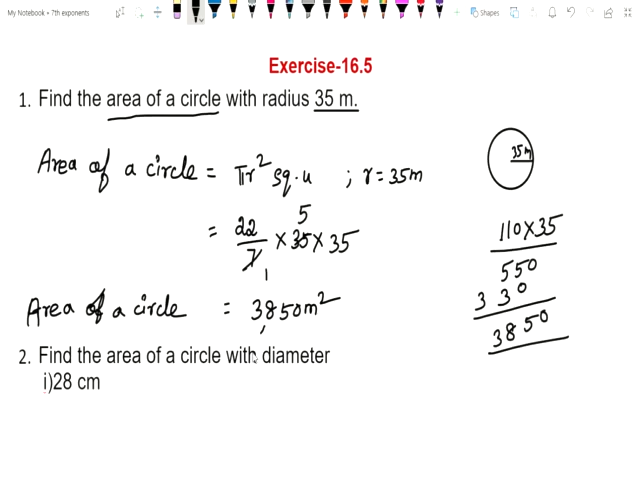 My Notebook » 7th exponents
Shapes
Exercise-16.5
1. Find the area of a circle with radius 35 m.
Area of a circle = πr² sq.u ; r = 35m
35m
= 22/7 × 35 × 35
5
1
110 × 35
550
330
3850
Area of a circle = 3850m²
2. Find the area of a circle with diameter
i)28 cm